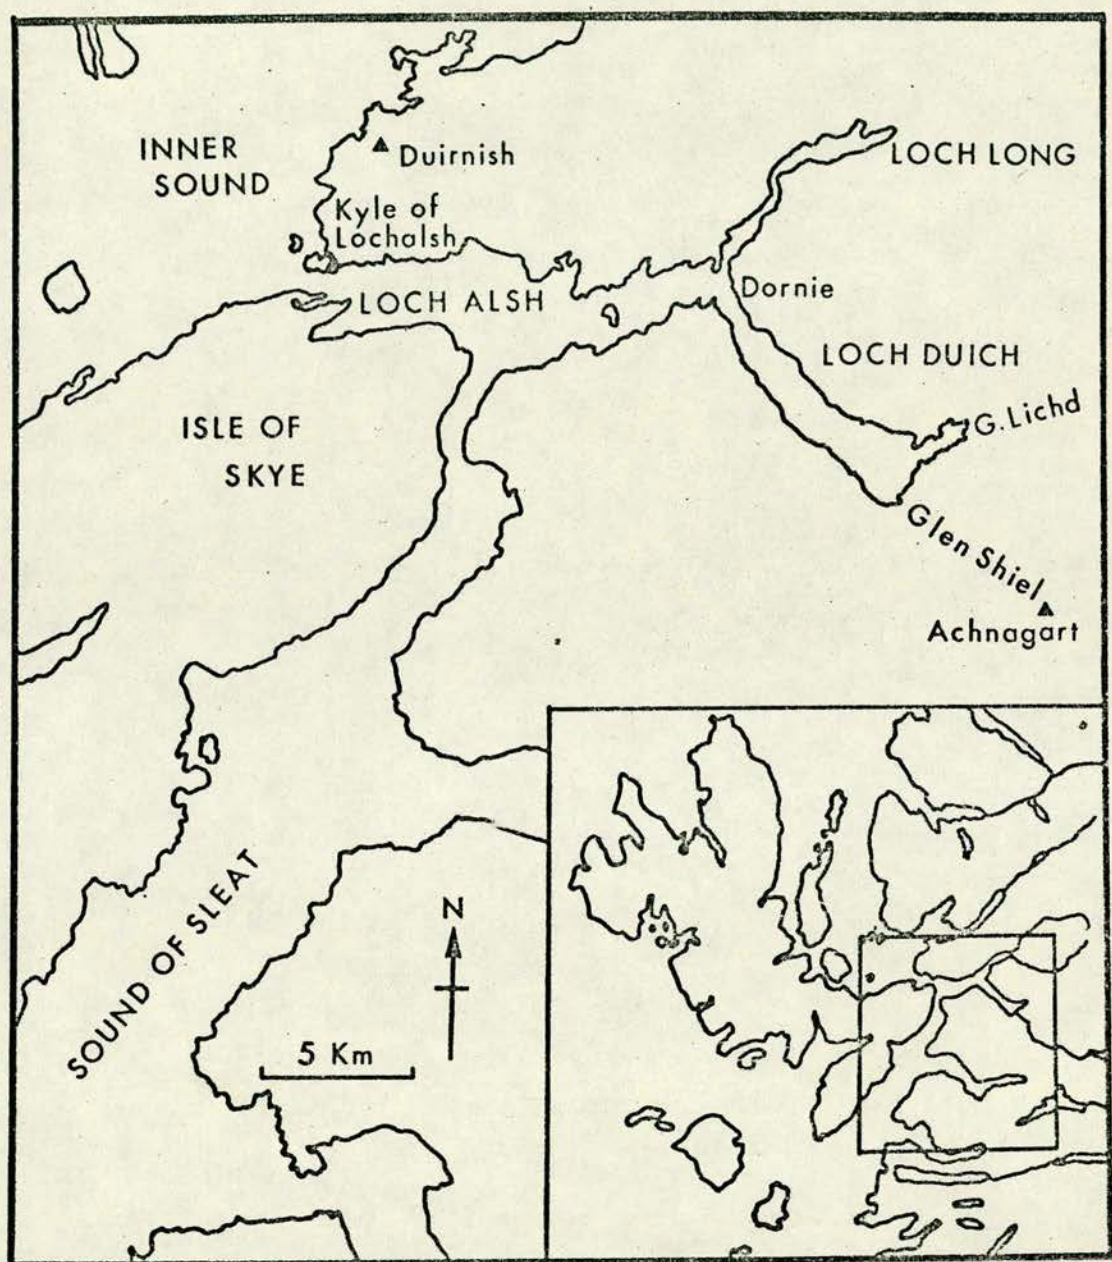 INNER
SOUND
Duirnish
LOCH LONG
Kyle of
Lochalsh
LOCH ALSH
Dornie
LOCH DUICH
G. Lichd
ISLE OF
SKYE
Glen Shiel
Achnagart
SOUND OF SLEAT
N
5 Km